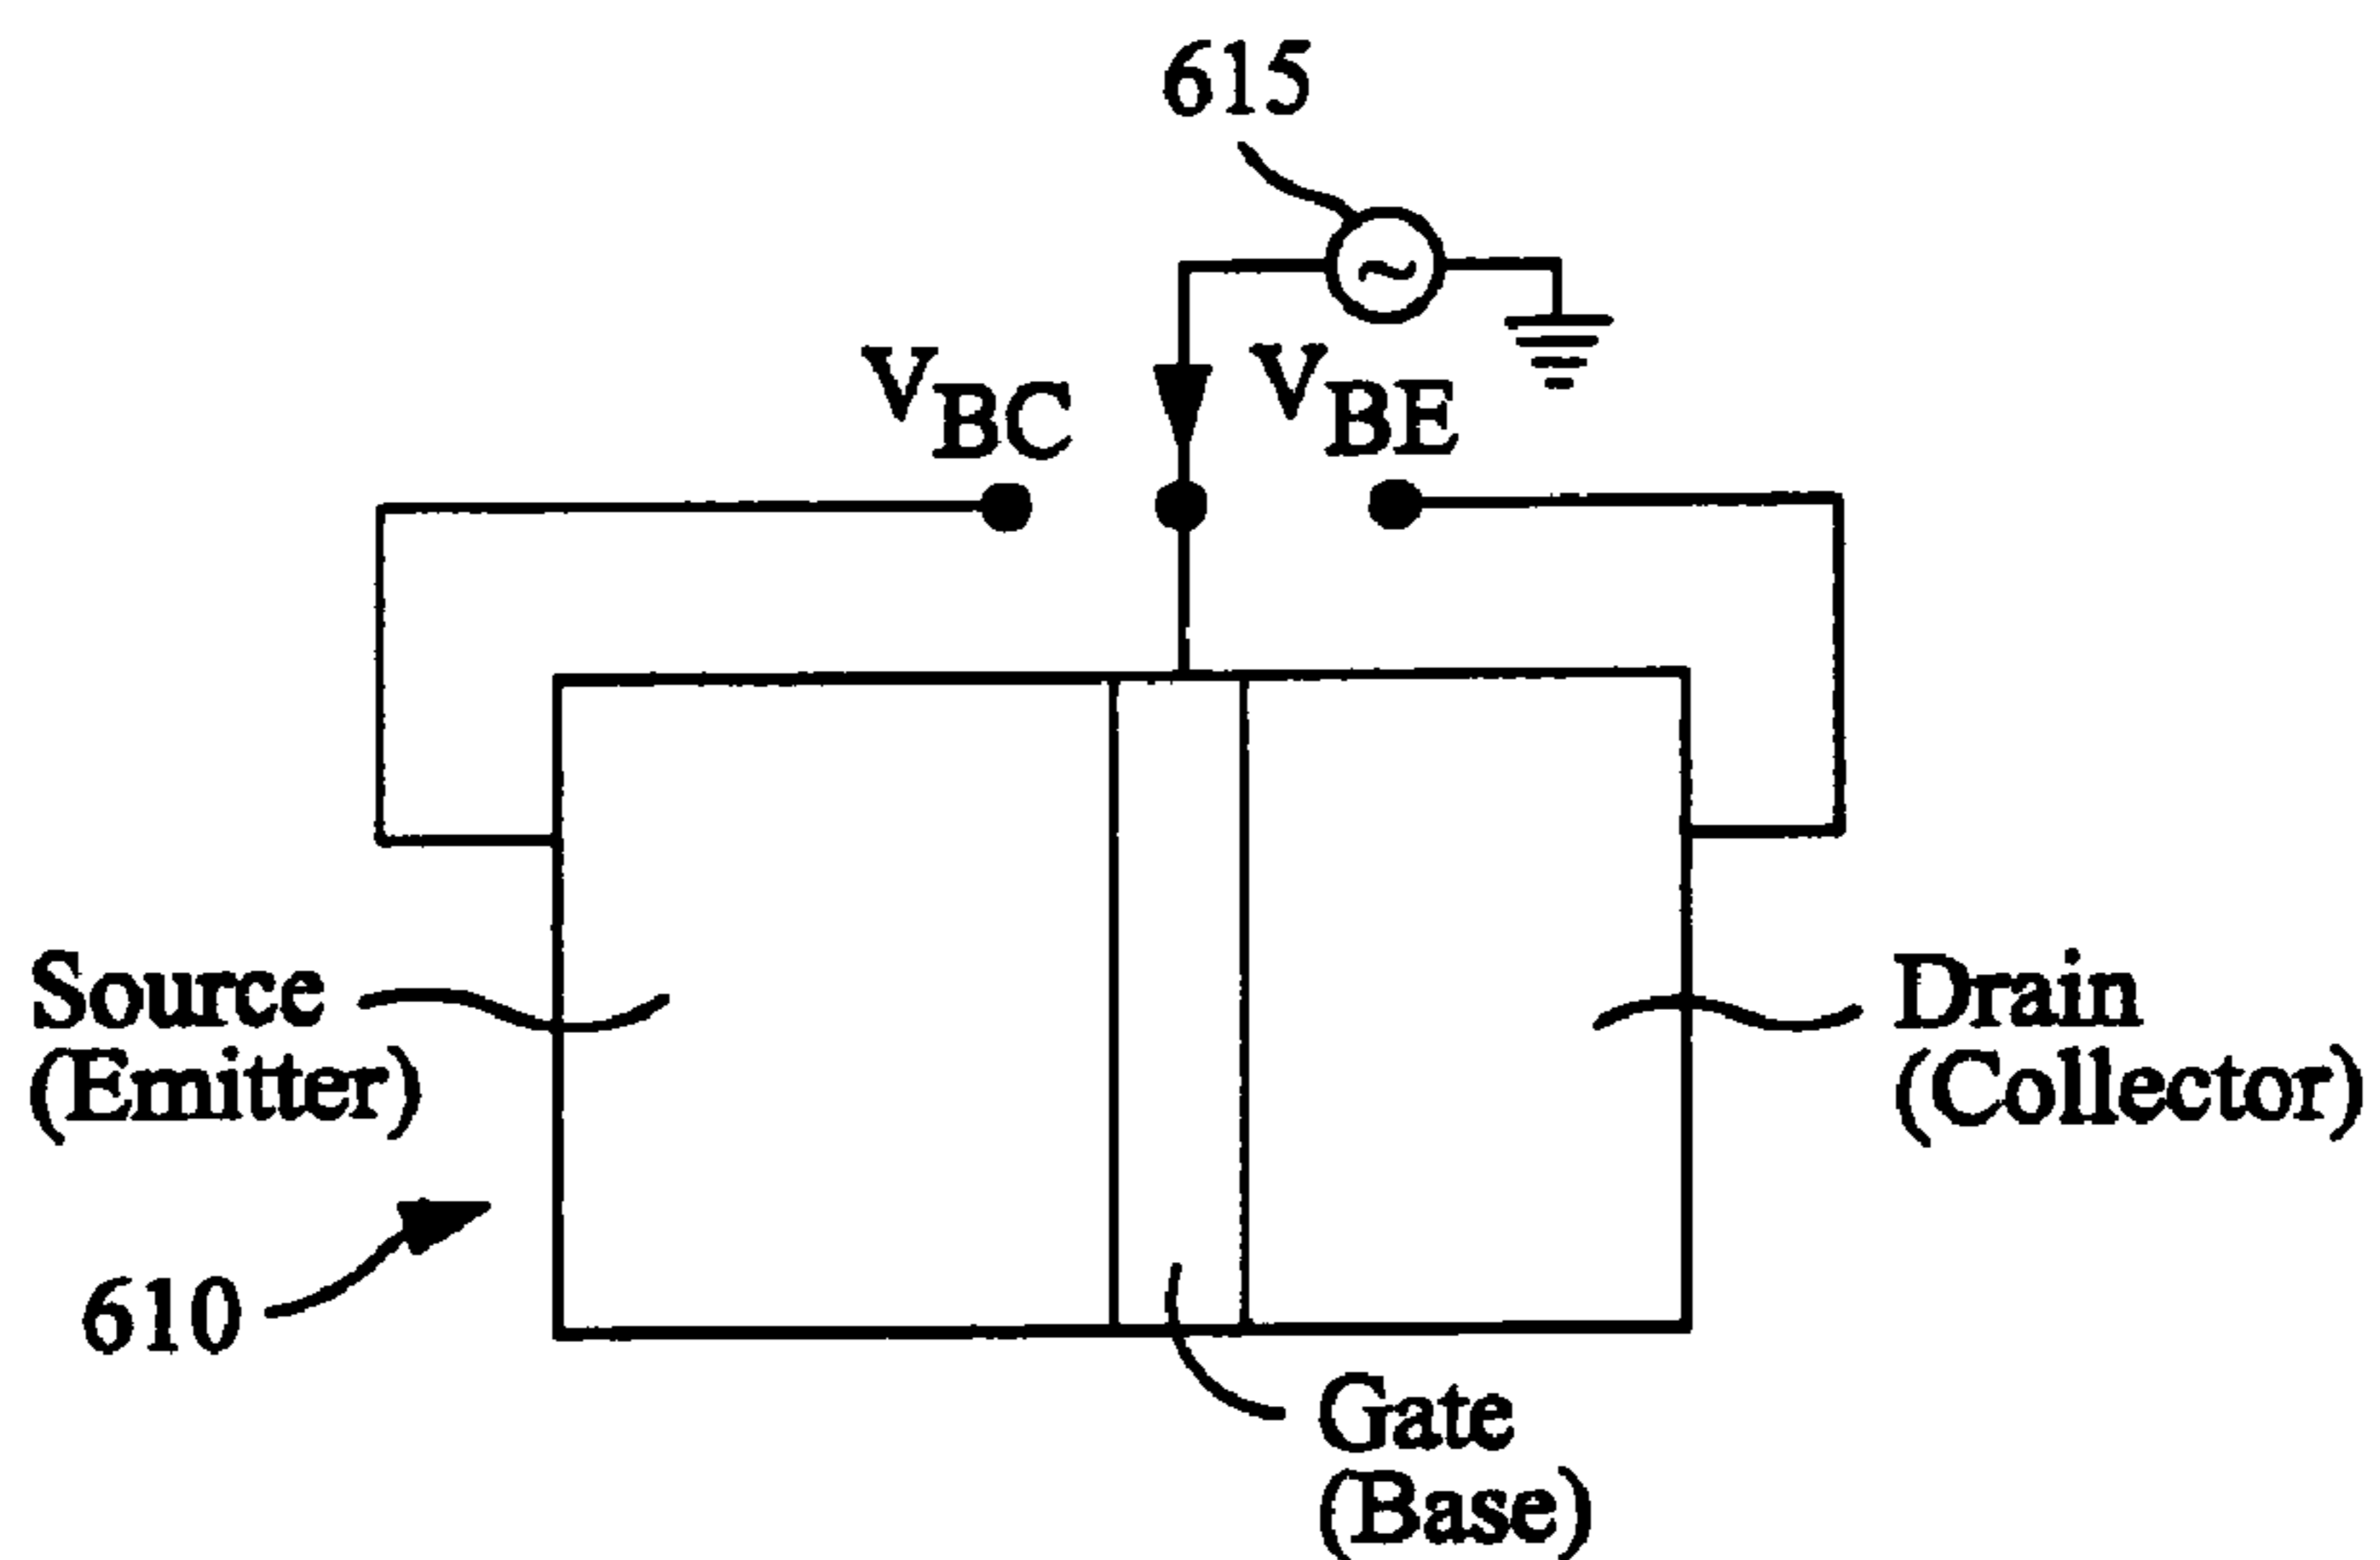 615
VBC
VBE
Source
(Emitter)
Drain
(Collector)
610
Gate
(Base)